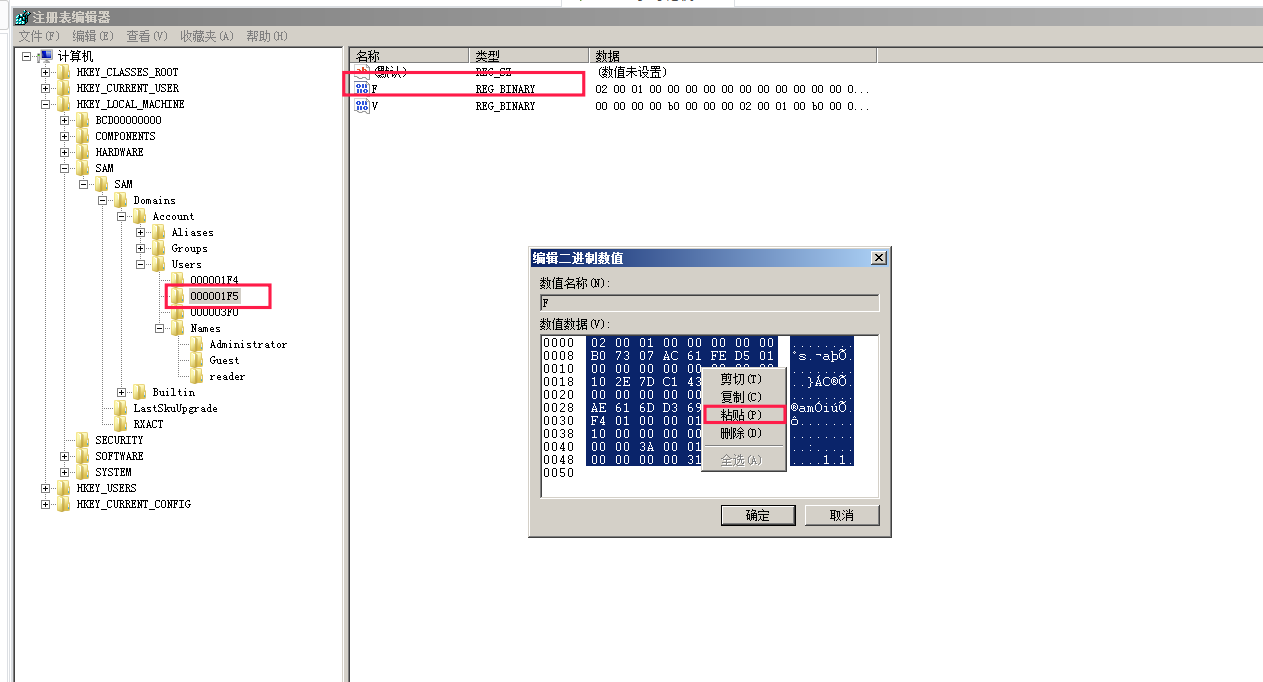 注册表编辑器
文件(F) 编辑(E) 查看(V) 收藏夹(A) 帮助(H)
计算机
HKEY_CLASSES_ROOT
HKEY_CURRENT_USER
HKEY_LOCAL_MACHINE
BCD00000000
COMPONENTS
HARDWARE
SAM
SAM
Domains
Account
Aliases
Groups
Users
000001F4
000001F5
000003F0
Names
Administrator
Guest
reader
Builtin
LastSkuUpgrade
RXACT
SECURITY
SOFTWARE
SYSTEM
HKEY_USERS
HKEY_CURRENT_CONFIG
名称 类型 数据
(默认) REG_SZ (数值未设置)
F REG_BINARY 02 00 01 00 00 00 00 00 00 00 00 00 00 00 0...
V REG_BINARY 00 00 00 00 b0 00 00 00 02 00 01 00 b0 00 0...
编辑二进制数值
数值名称(N):
F
数值数据(V):
0000 02 00 01 00 00 00 00 00 ........
0008 B0 73 07 AC 61 FE D5 01 °s.¬aþÕ.
0010 00 00 00 00 00 00 00 00
0018 10 2E 7D C1 43 ..}ÁC®Õ.
0020 00 00 00 00 00
0028 AE 61 6D D3 69 ®amÓiúÕ.
0030 F4 01 00 00 01 ô.......
0038 10 00 00 00 00 ........
0040 00 00 3A 00 01 ..:.....
0048 00 00 00 00 31 ....1.1.
0050
剪切(T)
复制(C)
粘贴(P)
删除(D)
全选(A)
确定 取消